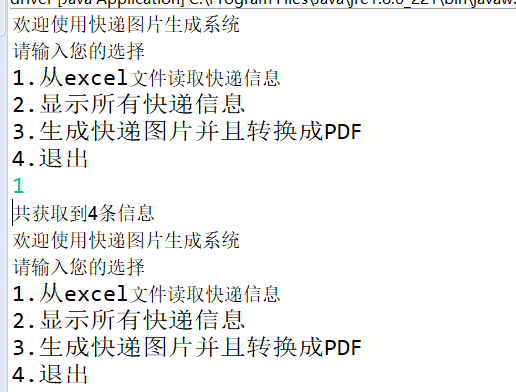 driver [Java Application] C:\Program Files\Java\jre1.8.0_221\bin\javaw.
欢迎使用快递图片生成系统
请输入您的选择
1.从excel文件读取快递信息
2.显示所有快递信息
3.生成快递图片并且转换成PDF
4.退出
1
共获取到4条信息
欢迎使用快递图片生成系统
请输入您的选择
1.从excel文件读取快递信息
2.显示所有快递信息
3.生成快递图片并且转换成PDF
4.退出